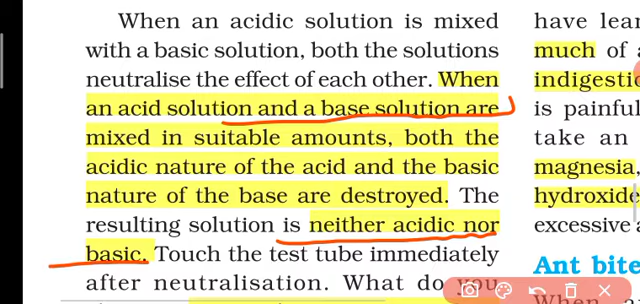 When an acidic solution is mixed
with a basic solution, both the solutions
neutralise the effect of each other. When
an acid solution and a base solution are
mixed in suitable amounts, both the
acidic nature of the acid and the basic
nature of the base are destroyed. The
resulting solution is neither acidic nor
basic. Touch the test tube immediately
after neutralisation. What do you
have
much of
indigesti
is painful
take an
magnesia,
hydroxide
excessive
Ant bite
When